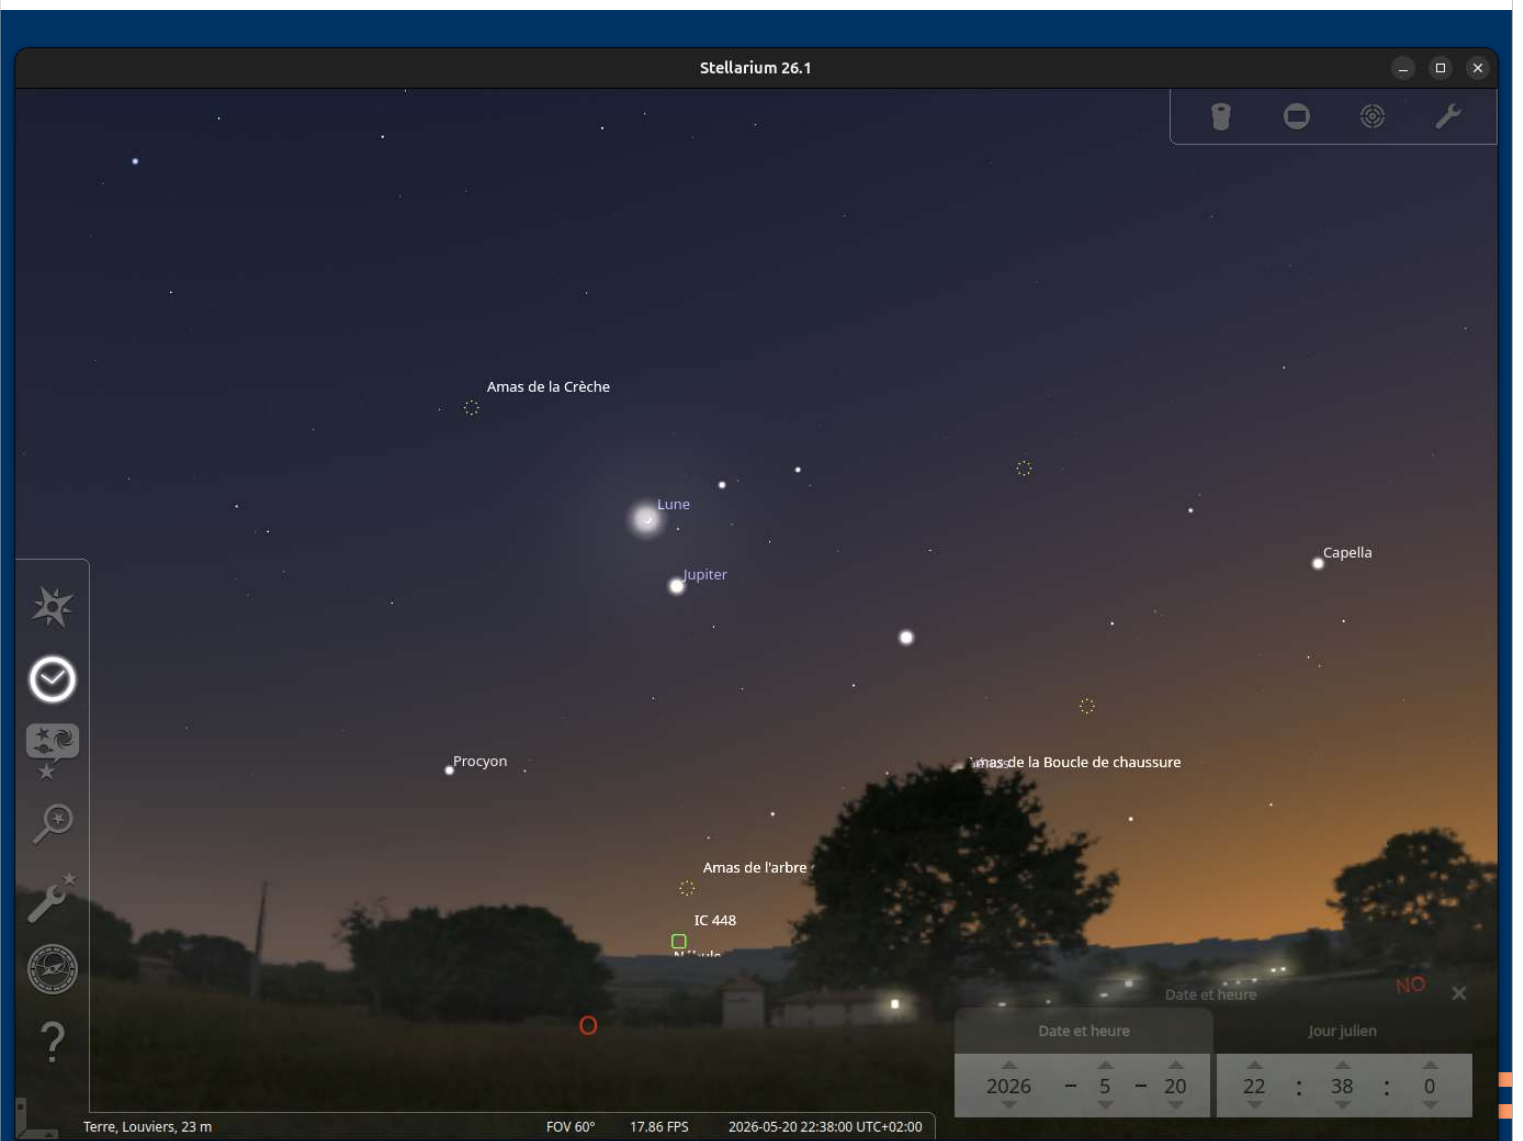 Stellarium 26.1
Amas de la Crèche
Lune
Capella
Jupiter
Procyon
Amas de la Boucle de chaussure
Amas de l'arbre
IC 448
NO
Date et heure
O
Date et heure
Jour julien
2026 - 5 - 20 22 : 38 : 0
Terre, Louviers, 23 m
FOV 60°
17.86 FPS
2026-05-20 22:38:00 UTC+02:00